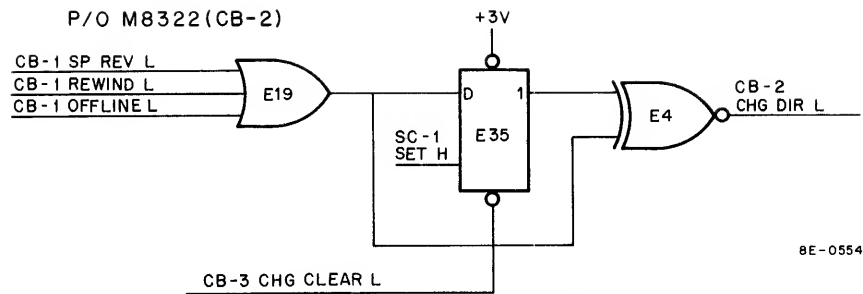 P/O M8322(CB-2)
+3V
CB-1 SP REV L
CB-1 REWIND L
CB-1 OFFLINE L
E19
D
1
E35
SC-1
SET H
E4
CB-2
CHG DIR L
8E-0554
CB-3 CHG CLEAR L